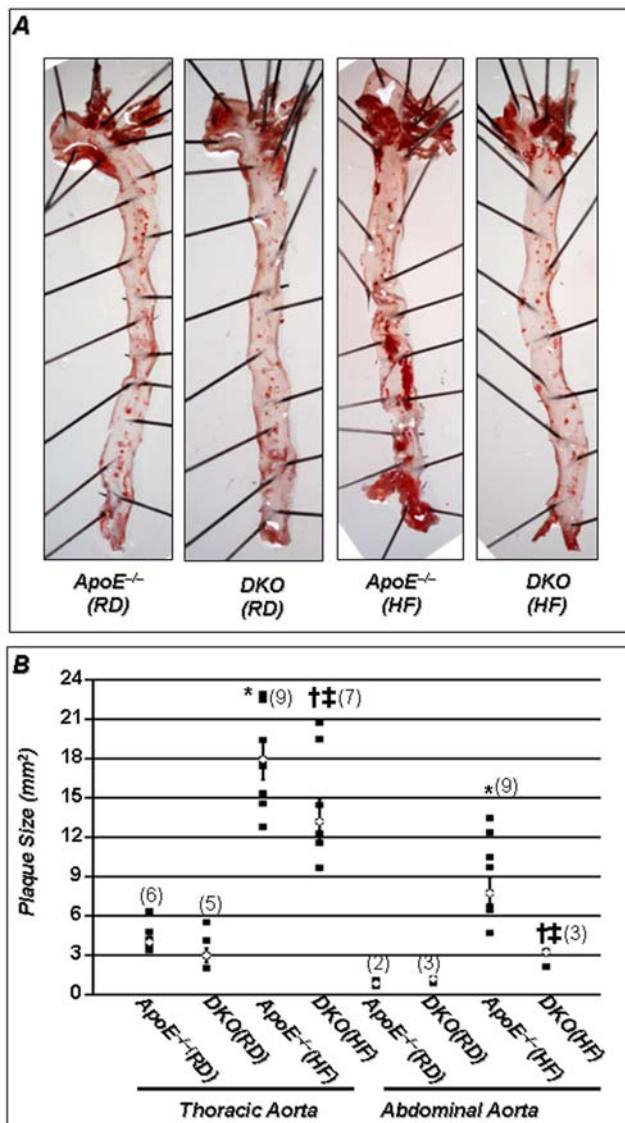 A
ApoE⁻/⁻ (RD)
DKO (RD)
ApoE⁻/⁻ (HF)
DKO (HF)
B
Plaque Size (mm²)
24
21
18
15
12
9
6
3
0
(6)
(5)
*(9)
†‡(7)
(2)
(3)
*(9)
†‡(3)
ApoE⁻/⁻(RD)
DKO(RD)
ApoE⁻/⁻(HF)
DKO(HF)
ApoE⁻/⁻(RD)
DKO(RD)
ApoE⁻/⁻(HF)
DKO(HF)
Thoracic Aorta
Abdominal Aorta